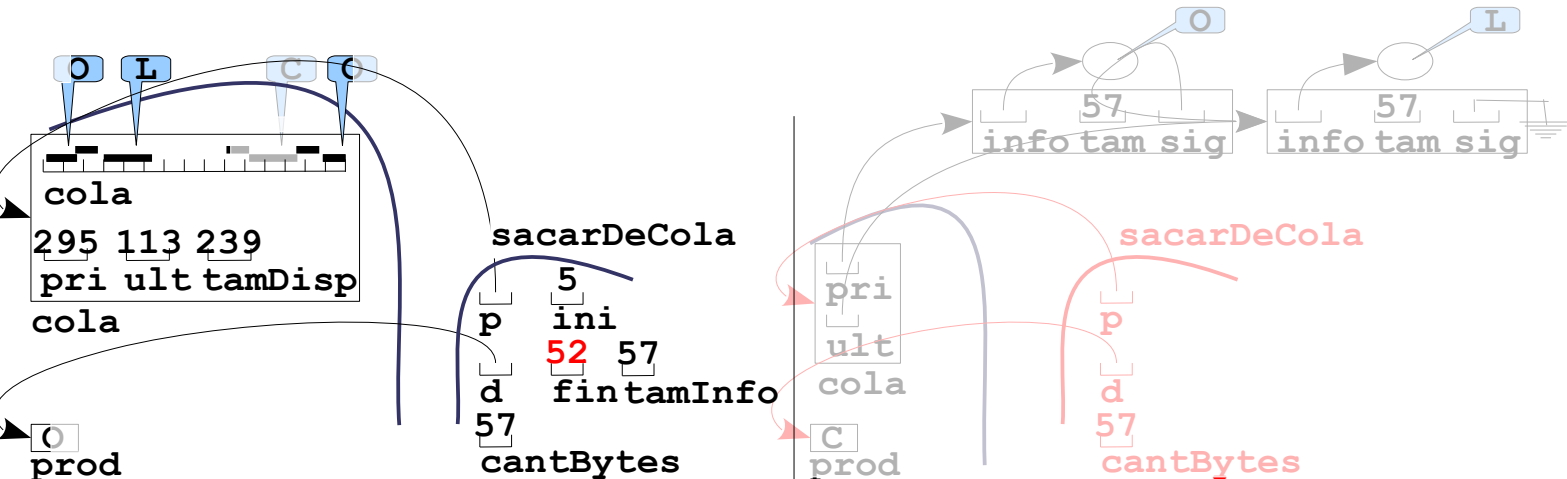 O L C O
cola
295 113 239
pri ult tamDisp
cola
O
prod
sacarDeCola
5
p ini
52 57
d fin tamInfo
57
cantBytes
O L
57 57
info tam sig info tam sig
pri
ult
cola
C
prod
sacarDeCola
p
d
57
cantBytes